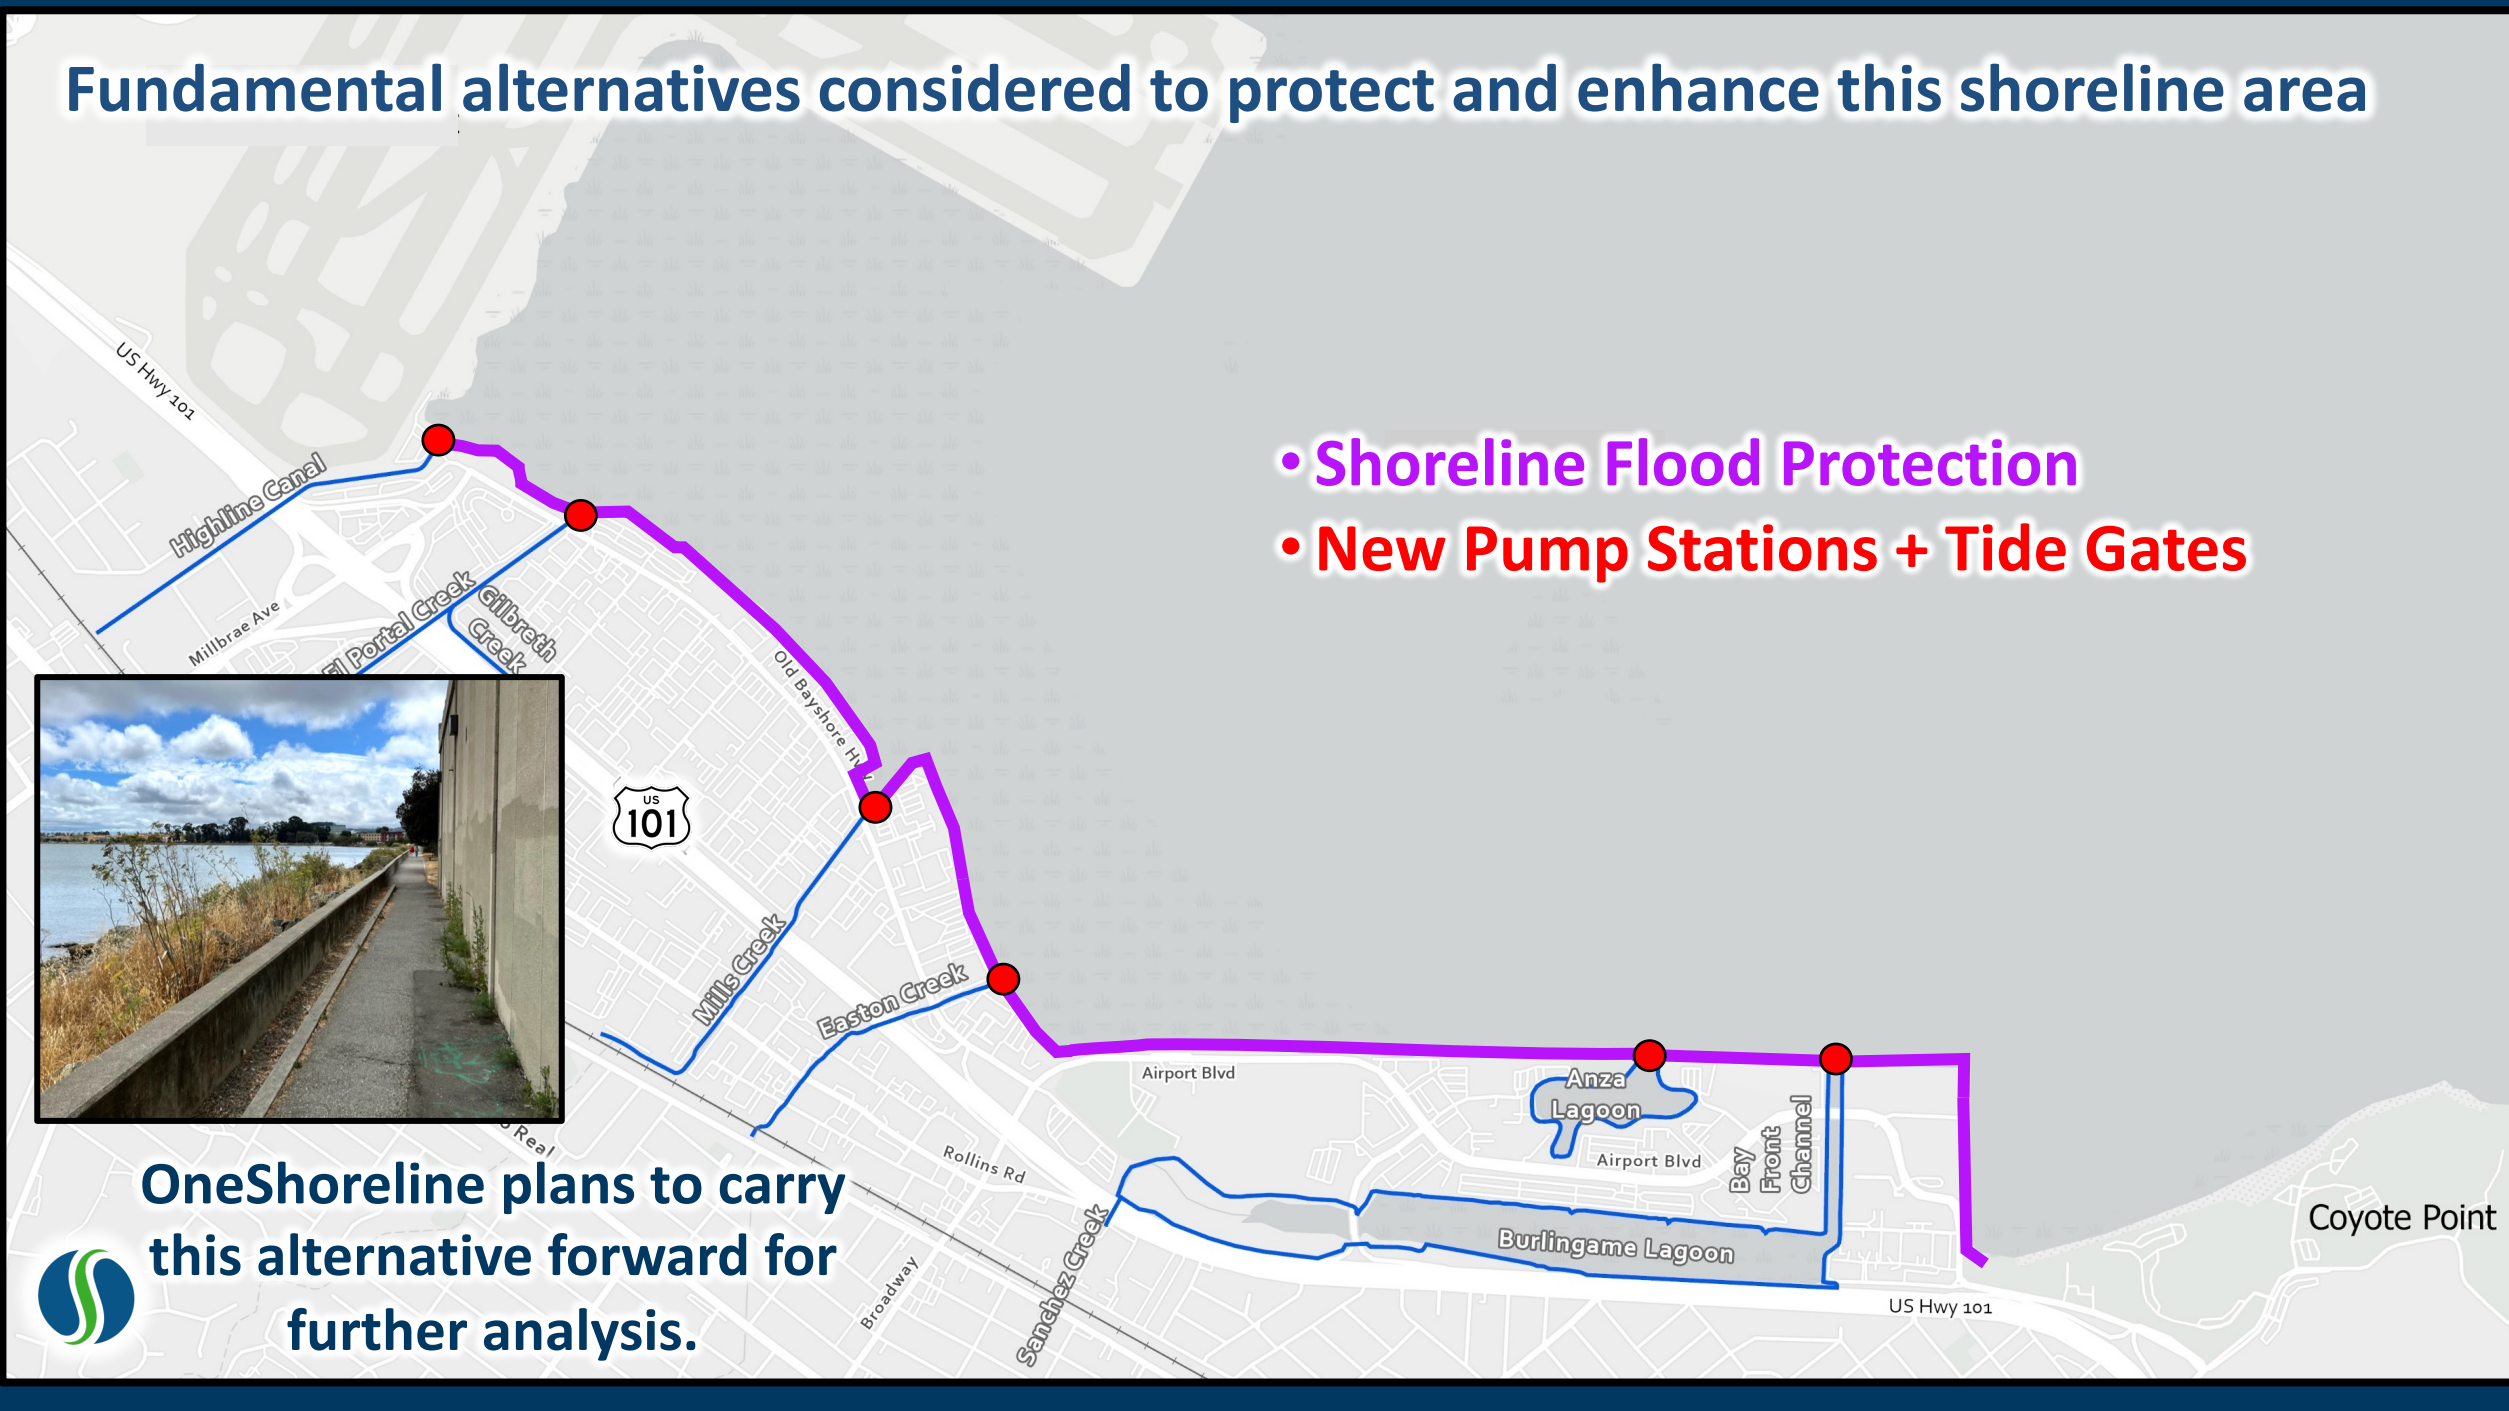 Fundamental alternatives considered to protect and enhance this shoreline area
US Hwy 101
Highline Canal
Millbrae Ave
El Portal Creek
Gilbreth
Creek
• Shoreline Flood Protection
• New Pump Stations + Tide Gates
Old Bayshore Hwy
US
101
Mills Creek
Easton Creek
Airport Blvd
Anza
Lagoon
Bay
Front
Channel
Airport Blvd
Rollins Rd
Real
Broadway
Sanchez Creek
Burlingame Lagoon
Coyote Point
US Hwy 101
OneShoreline plans to carry
this alternative forward for
further analysis.